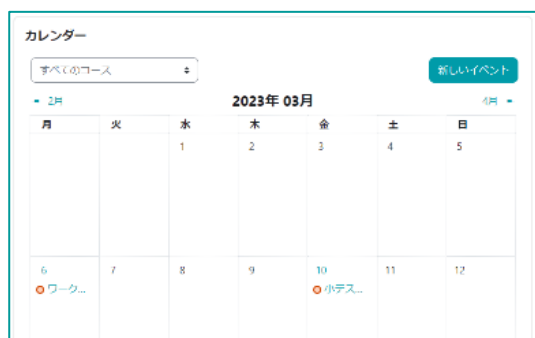 カレンダー
すべてのコース 新しいイベント
2月 2023年 03月 4月
月 火 水 木 金 土 日
1 2 3 4 5
6 7 8 9 10 11 12
ワーク... 小テス...